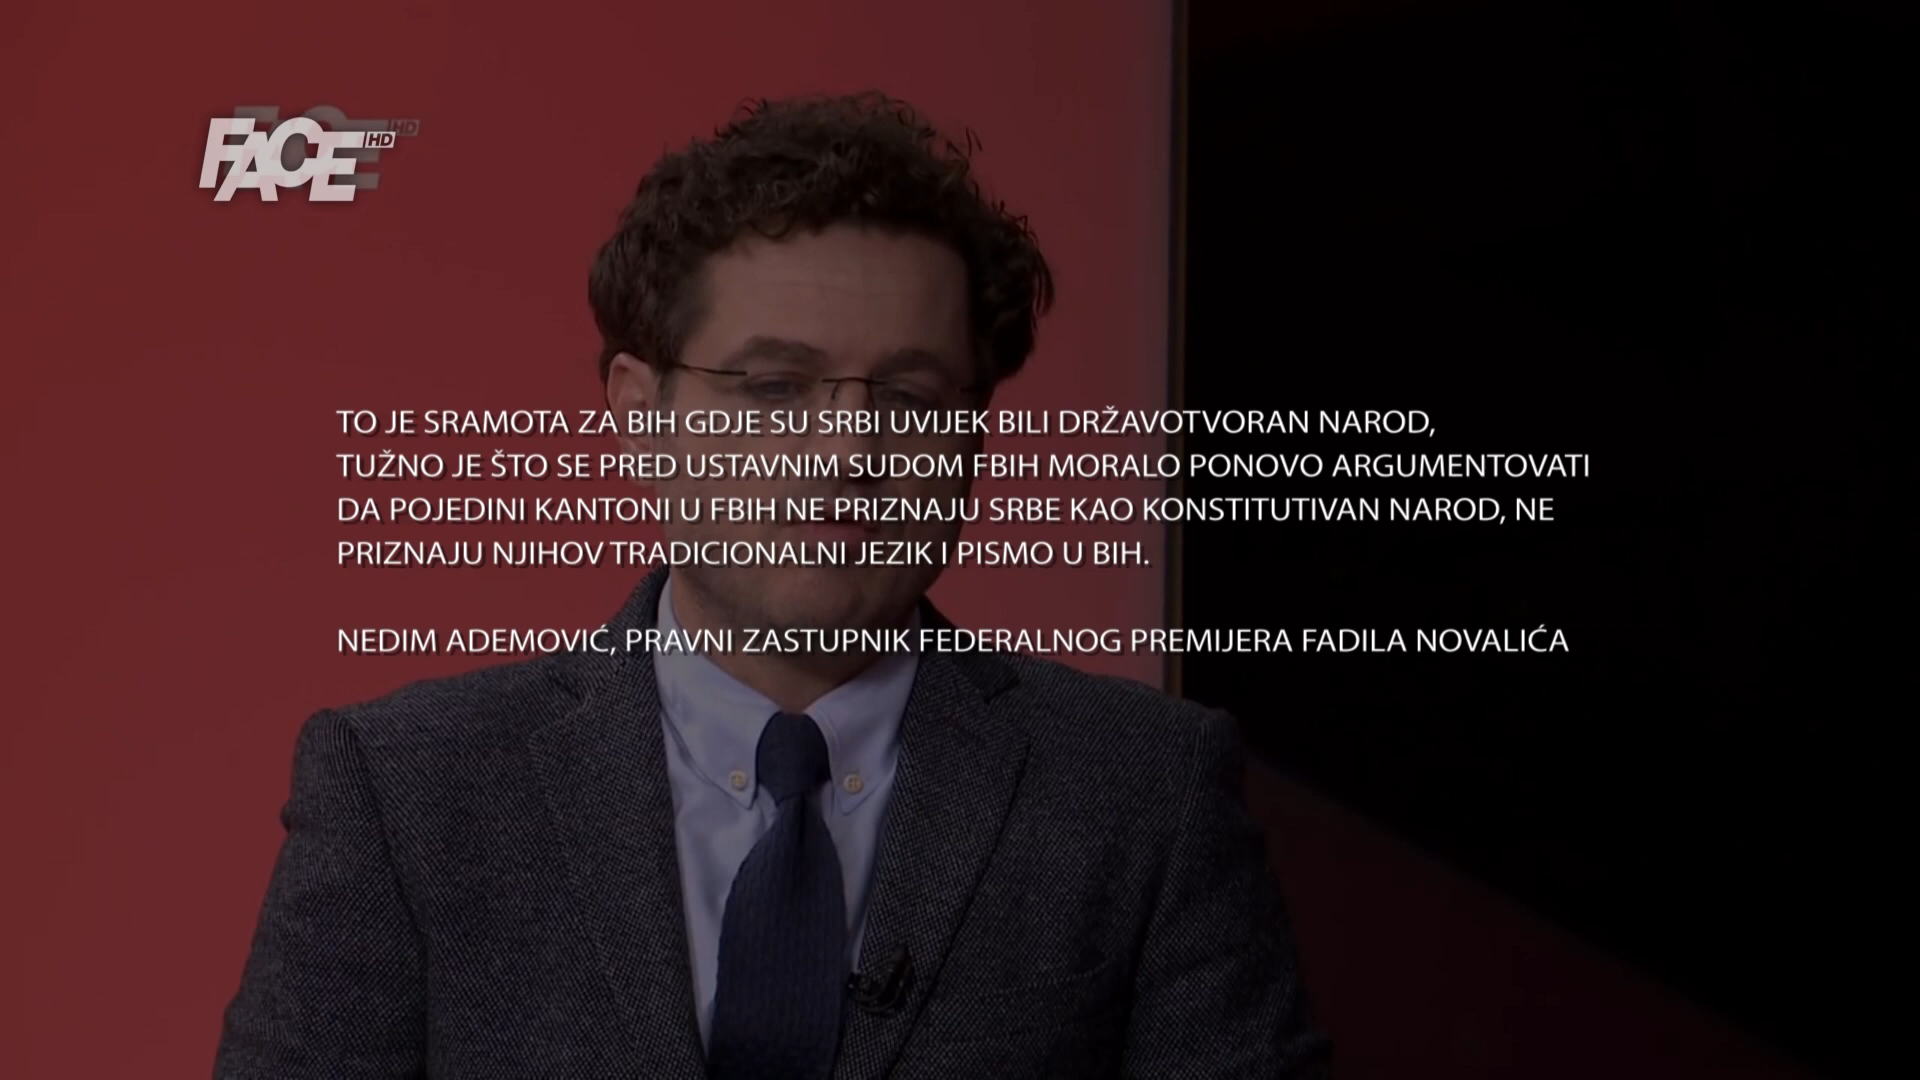 FACE HD
TO JE SRAMOTA ZA BIH GDJE SU SRBI UVIJEK BILI DRŽAVOTVORAN NAROD,
TUŽNO JE ŠTO SE PRED USTAVNIM SUDOM FBIH MORALO PONOVO ARGUMENTOVATI
DA POJEDINI KANTONI U FBIH NE PRIZNAJU SRBE KAO KONSTITUTIVAN NAROD, NE
PRIZNAJU NJIHOV TRADICIONALNI JEZIK I PISMO U BIH.
NEDIM ADEMOVIĆ, PRAVNI ZASTUPNIK FEDERALNOG PREMIJERA FADILA NOVALIĆA